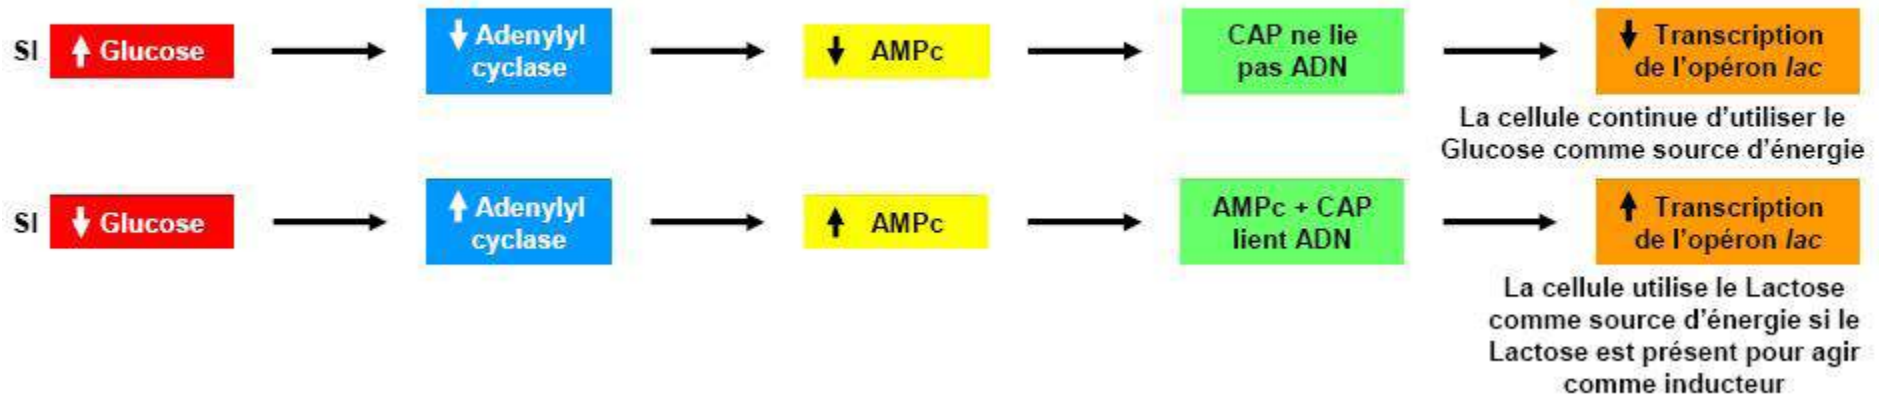 SI ↑ Glucose
↓ Adenylyl
cyclase
↓ AMPc
CAP ne lie
pas ADN
↓ Transcription
de l'opéron lac
La cellule continue d'utiliser le
Glucose comme source d'énergie
SI ↓ Glucose
↑ Adenylyl
cyclase
↑ AMPc
AMPc + CAP
lient ADN
↑ Transcription
de l'opéron lac
La cellule utilise le Lactose
comme source d'énergie si le
Lactose est présent pour agir
comme inducteur